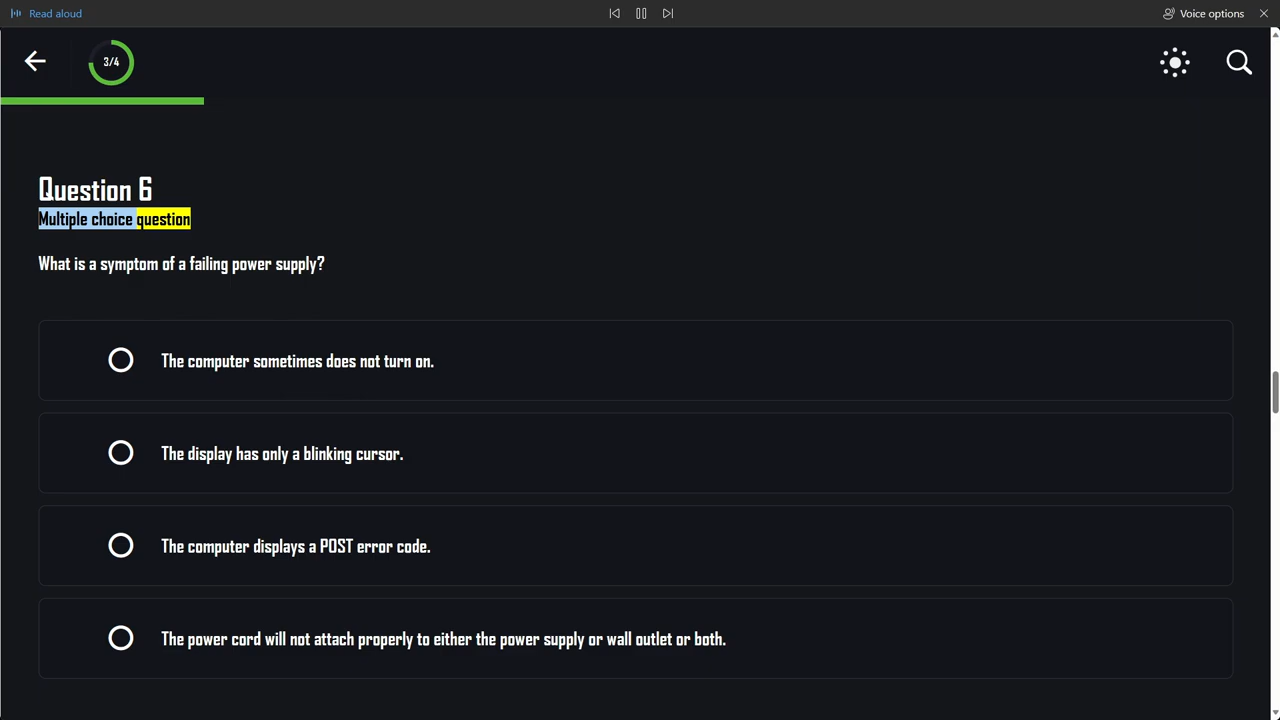 Read aloud
Voice options
3/4
Question 6
Multiple choice question
What is a symptom of a failing power supply?
The computer sometimes does not turn on.
The display has only a blinking cursor.
The computer displays a POST error code.
The power cord will not attach properly to either the power supply or wall outlet or both.